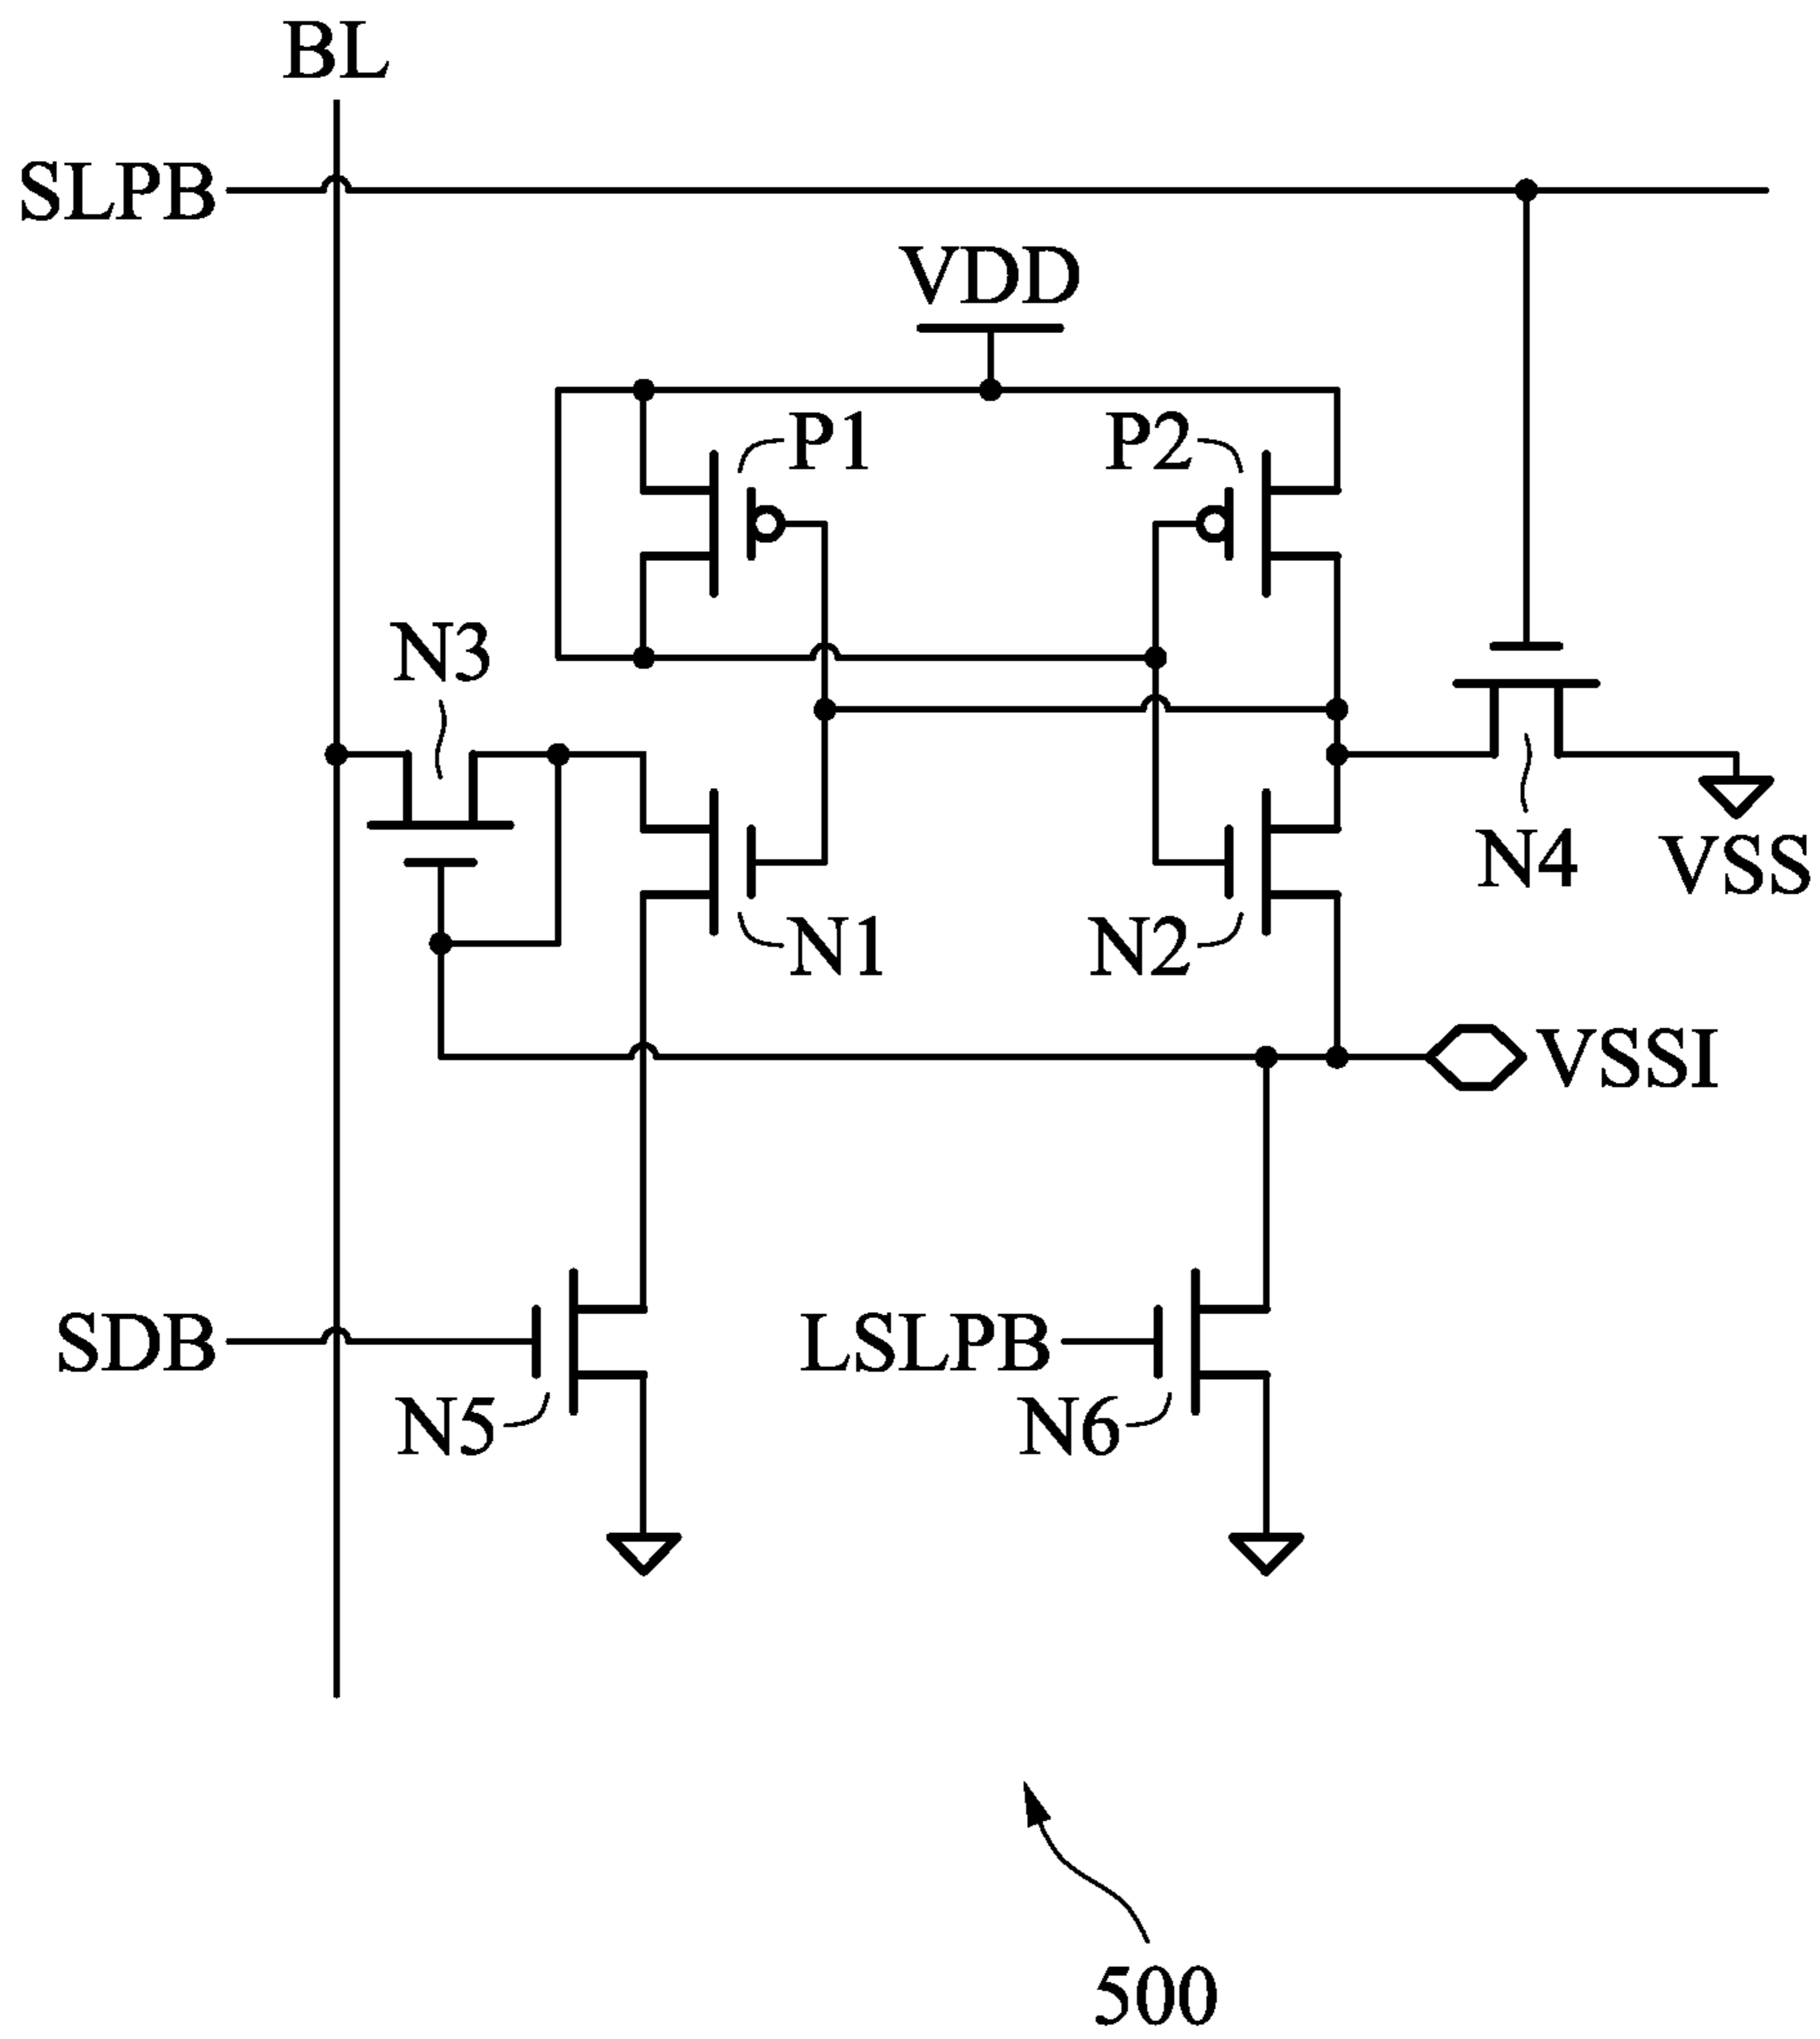 BL
SLPB
VDD
P1
P2
N3
N4
VSS
N1
N2
VSSI
SDB
LSLPB
N5
N6
500